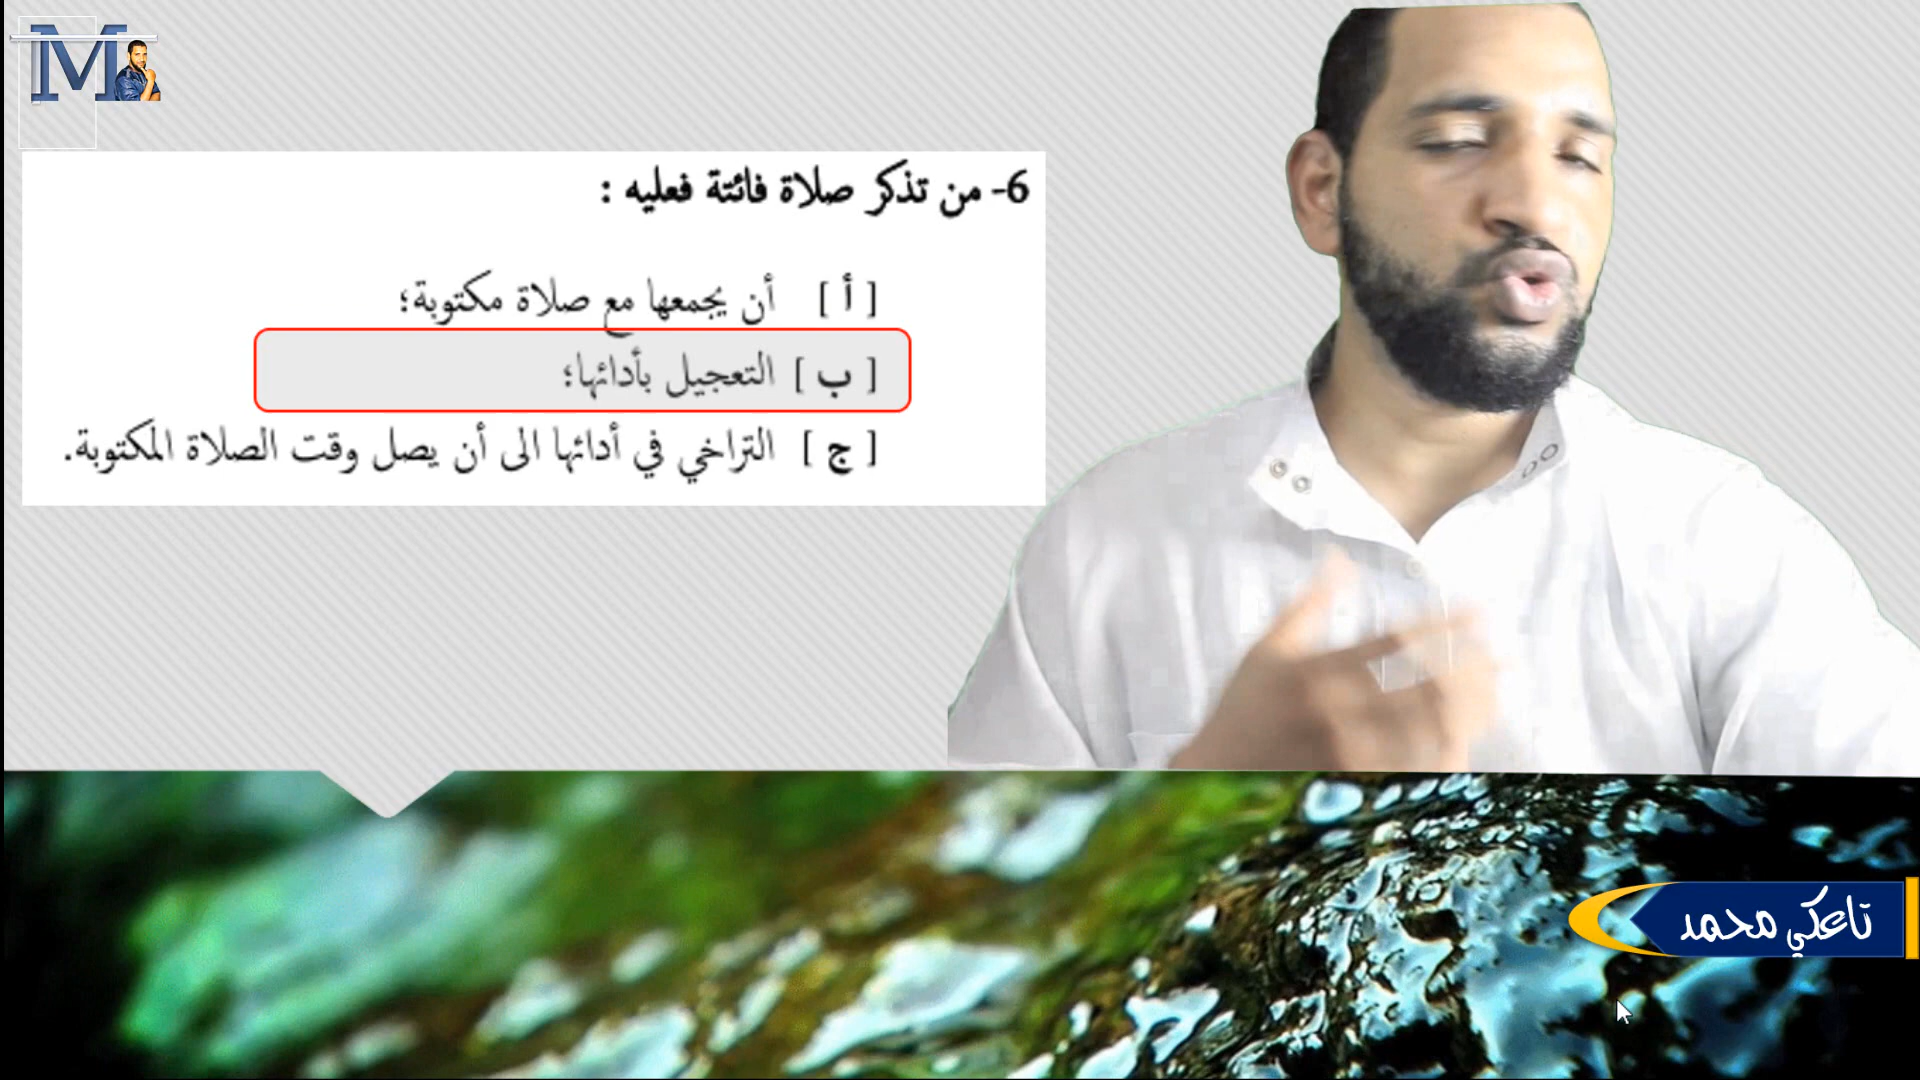 M
6- من تذكر صلاة فائتة فعليه :
[ أ ] أن يجمعها مع صلاة مكتوبة؛
[ ب ] التعجيل بأدائها؛
[ ج ] التراخي في أدائها الى أن يصل وقت الصلاة المكتوبة.
تاعكي محمد